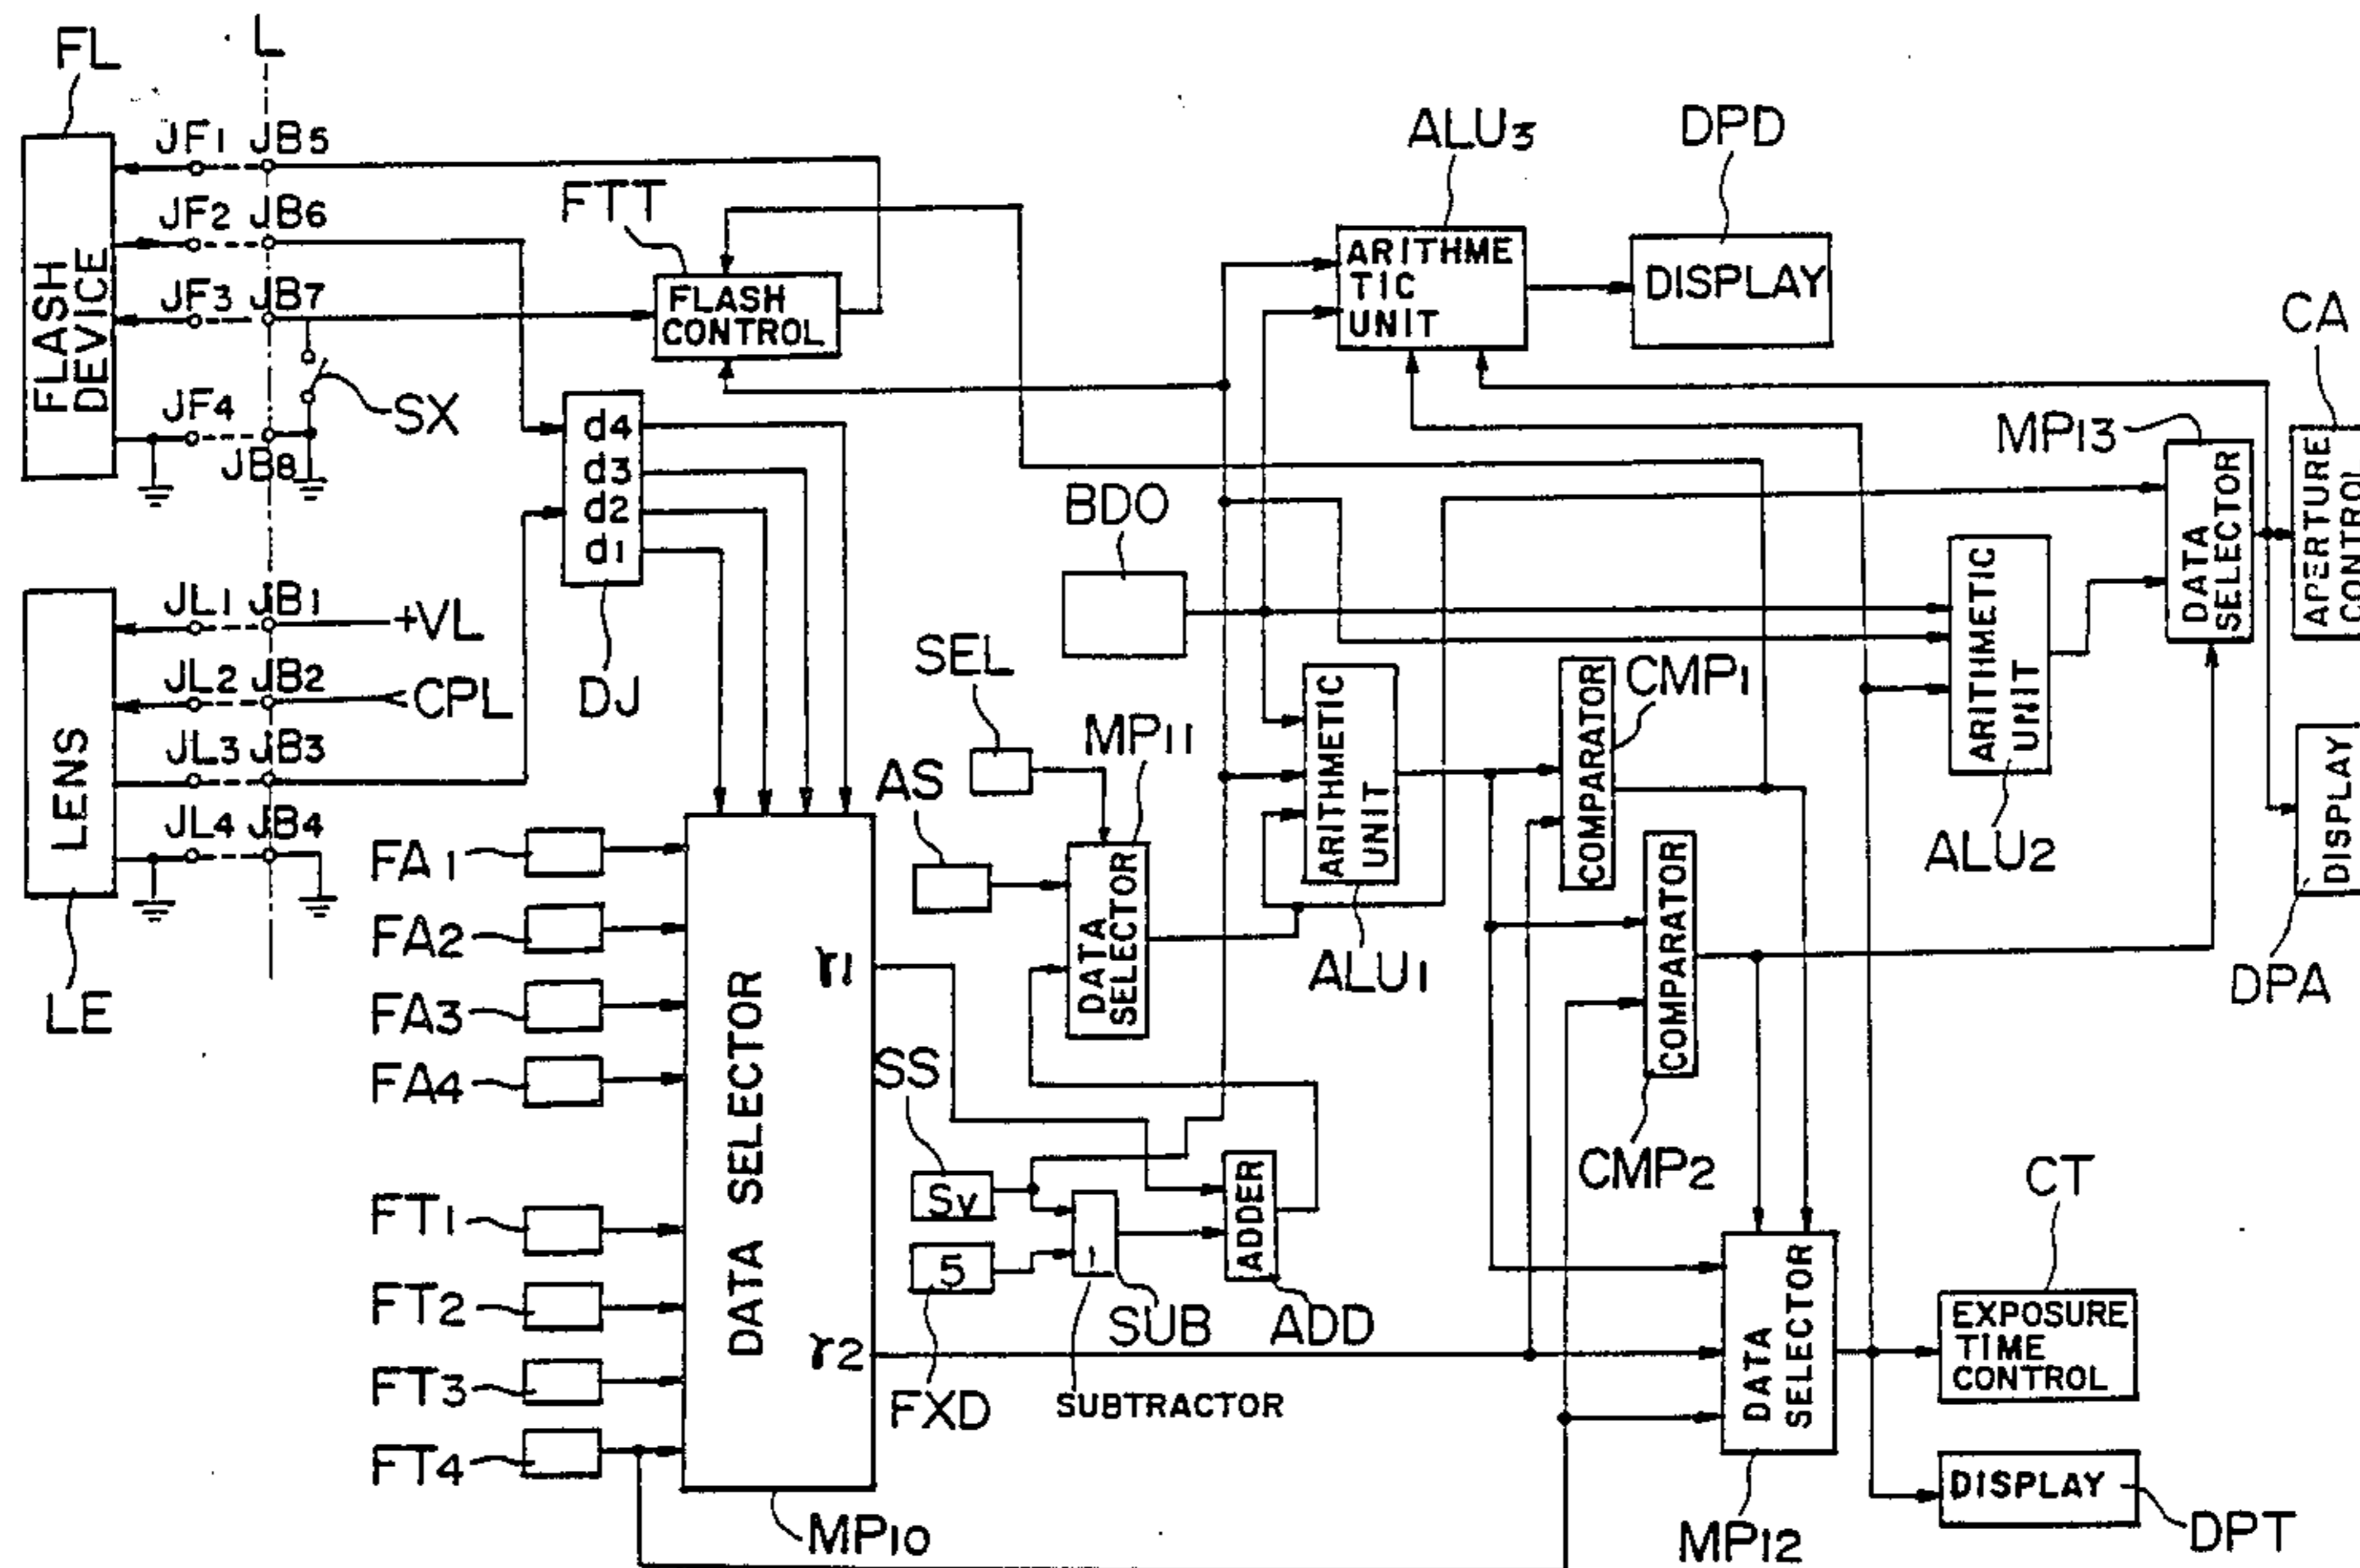 FL
L
JF1 JB5
JF2 JB6
JF3 JB7
JF4
JB8
FLASH
DEVICE
SX
FTT
FLASH
CONTROL
ALU3
ARITHME
TIC
UNIT
DPD
DISPLAY
CA
APERTURE
CONTROL
MP13
DATA
SELECTOR
d4
d3
d2
d1
DJ
BDO
JL1 JB1
+VL
JL2 JB2
CPL
JL3 JB3
JL4 JB4
LENS
LE
SEL
AS
MP11
DATA
SELECTOR
ARITHMETIC
UNIT
ALU1
COMPARATOR
CMP1
COMPARATOR
CMP2
ARITHMETIC
UNIT
ALU2
DISPLAY
DPA
FA1
FA2
FA3
FA4
FT1
FT2
FT3
FT4
DATA SELECTOR
γ1
γ2
MP10
SS
Sv
5
FXD
SUB
SUBTRACTOR
ADDER
ADD
DATA
SELECTOR
MP12
CT
EXPOSURE
TIME
CONTROL
DISPLAY
DPT